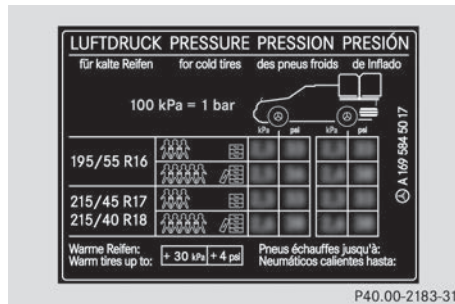 LUFTDRUCK PRESSURE PRESSION PRESIÓN
für kalte Reifen for cold tires des pneus froids de Inflado
100 kPa = 1 bar
kPa psi kPa psi
195/55 R16
215/45 R17
215/40 R18
A 169 584 50 17
Warme Reifen: + 30 kPa + 4 psi Pneus échauffes jusqu'à:
Warm tires up to: Neumáticos calientes hasta:
P40.00-2183-31